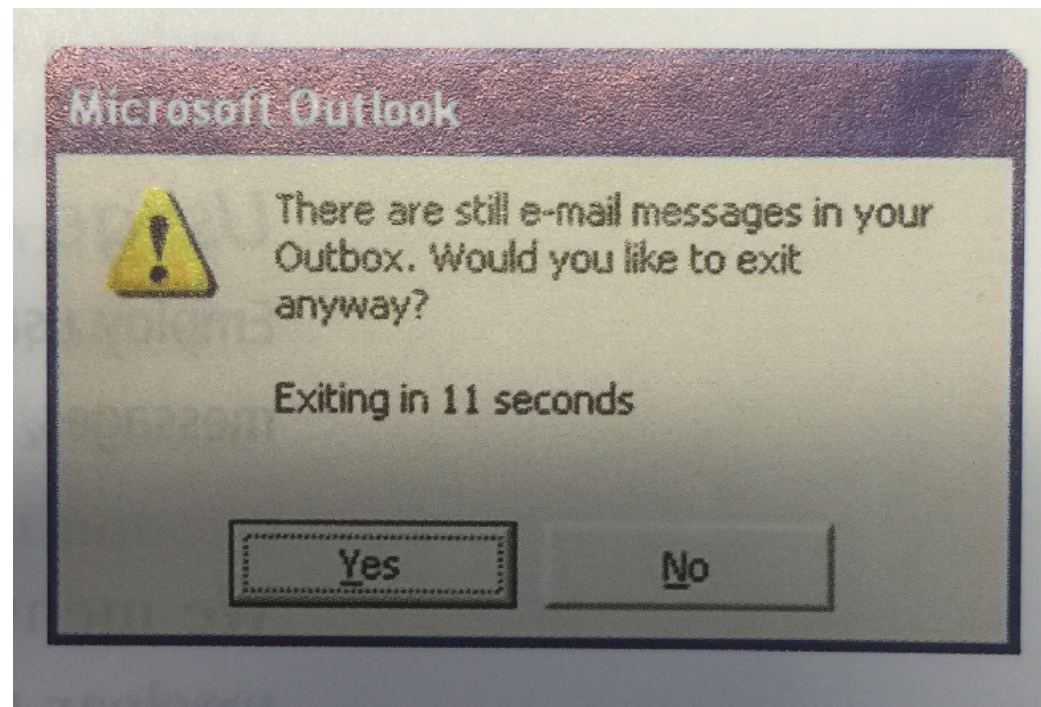 Microsoft Outlook
There are still e-mail messages in your
Outbox. Would you like to exit
anyway?
Exiting in 11 seconds
Yes
No